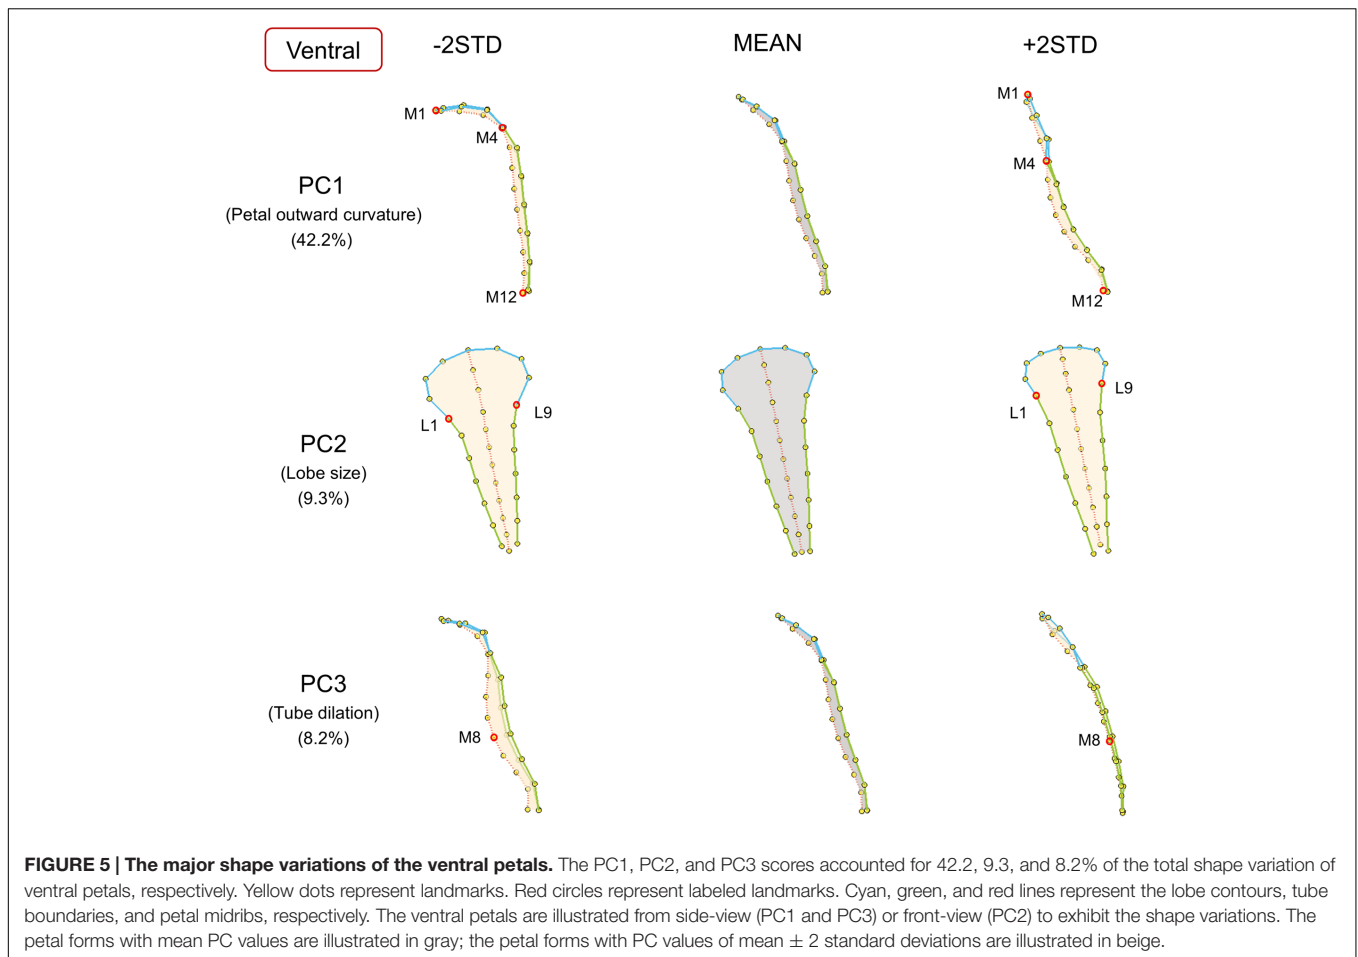 Ventral
-2STD
MEAN
+2STD
M1
M4
M12
PC1
(Petal outward curvature)
(42.2%)
M1
M4
M12
L1
L9
PC2
(Lobe size)
(9.3%)
L1
L9
PC3
(Tube dilation)
(8.2%)
M8
M8
FIGURE 5 | The major shape variations of the ventral petals. The PC1, PC2, and PC3 scores accounted for 42.2, 9.3, and 8.2% of the total shape variation of
ventral petals, respectively. Yellow dots represent landmarks. Red circles represent labeled landmarks. Cyan, green, and red lines represent the lobe contours, tube
boundaries, and petal midribs, respectively. The ventral petals are illustrated from side-view (PC1 and PC3) or front-view (PC2) to exhibit the shape variations. The
petal forms with mean PC values are illustrated in gray; the petal forms with PC values of mean ± 2 standard deviations are illustrated in beige.